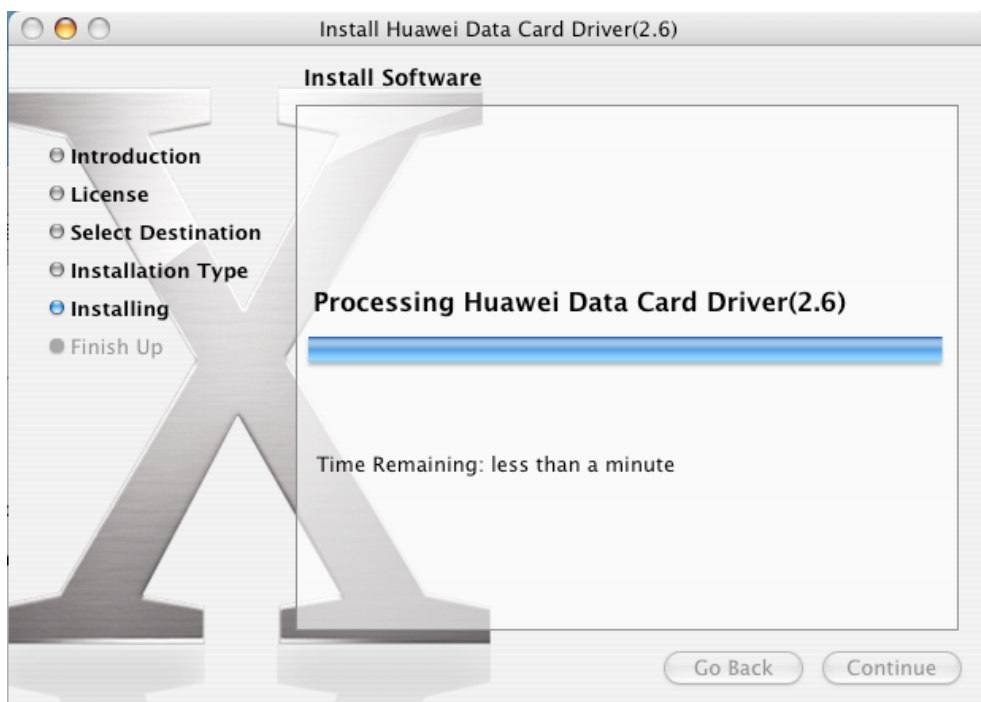 Install Huawei Data Card Driver(2.6)
Install Software
Introduction
License
Select Destination
Installation Type
Installing
Finish Up
Processing Huawei Data Card Driver(2.6)
Time Remaining: less than a minute
Go Back
Continue